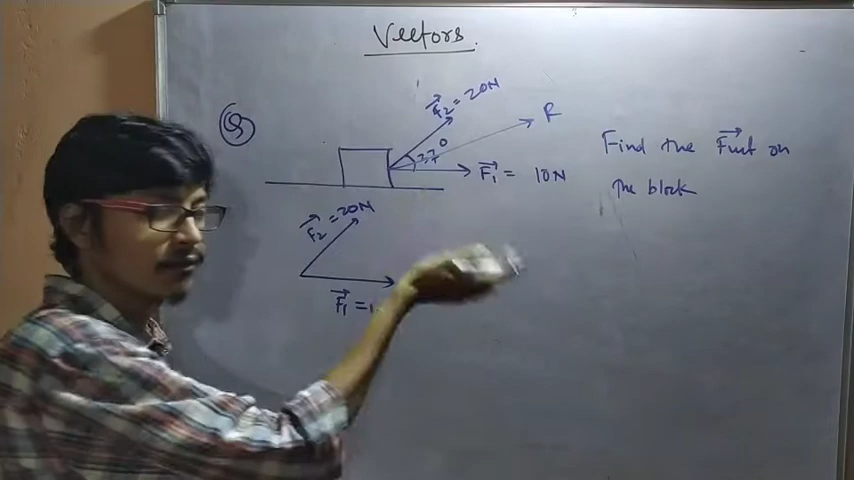 Vectors.
Q
F2 = 20N
R
37°
F1 = 10N
Find the Fnet on
The block
F2 = 20N
F1 =